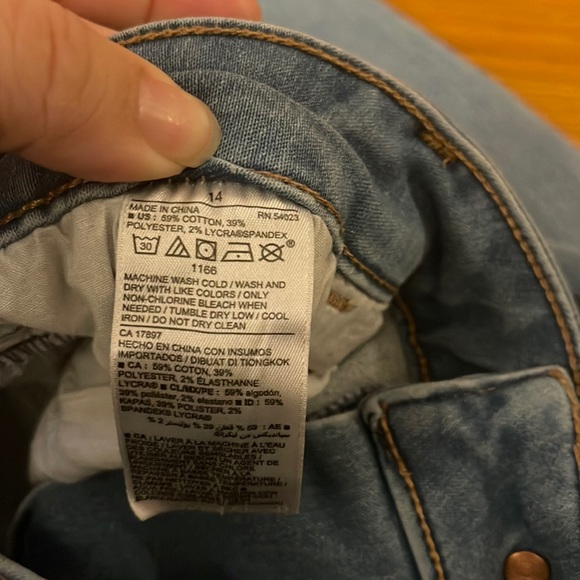 14
MADE IN CHINA RN 54023
■ US : 59% COTTON, 39%
POLYESTER, 2% LYCRA®SPANDEX
30 ®
1166
MACHINE WASH COLD / WASH AND
DRY WITH LIKE COLORS / ONLY
NON-CHLORINE BLEACH WHEN
NEEDED / TUMBLE DRY LOW / COOL
IRON / DO NOT DRY CLEAN
CA 17897
HECHO EN CHINA CON INSUMOS
IMPORTADOS / DIBUAT DI TIONGKOK
■ CA : 59% COTON, 39%
POLYESTER, 2% ÉLASTHANNE
LYCRA® ■ CL/MX/PE : 59% algodón,
39% poliéster, 2% elastano ■ ID : 59%
KAPAS, 39% POLISTER, 2%
SPANDEKS LYCRA®
■ CA : LAVER À LA MACHINE À L'EAU